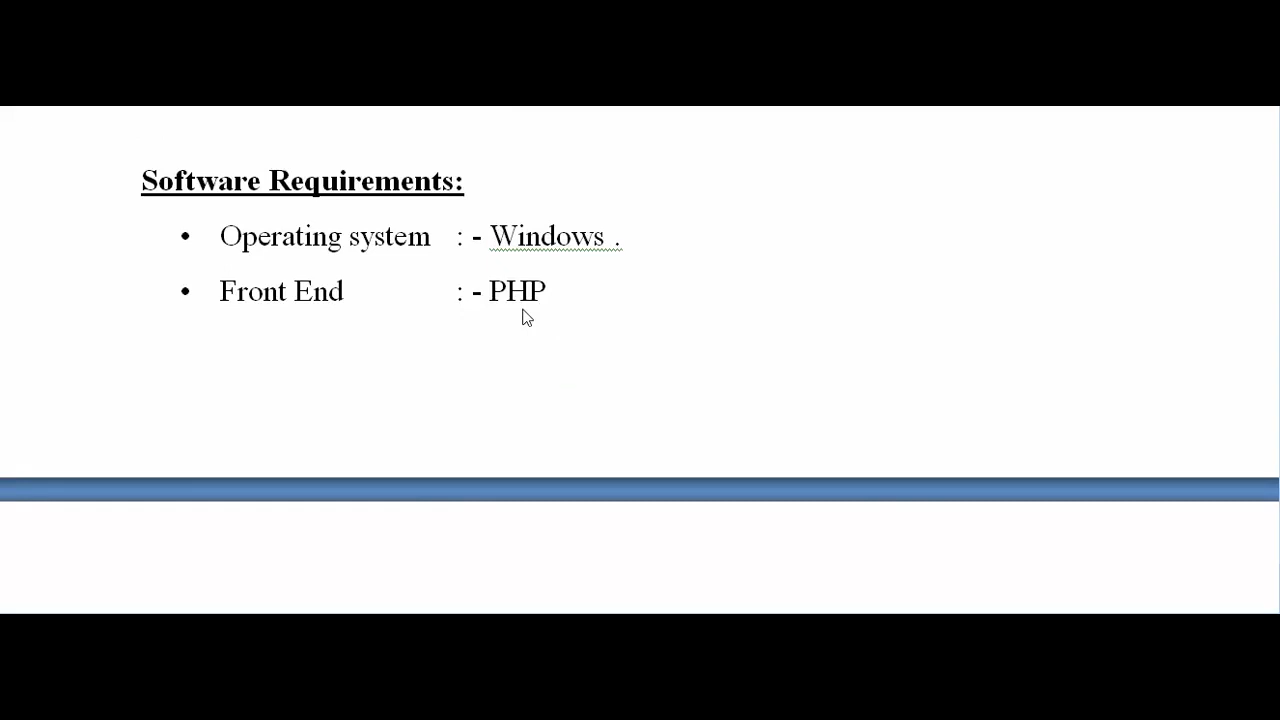 Software Requirements:
• Operating system : - Windows .
• Front End : - PHP